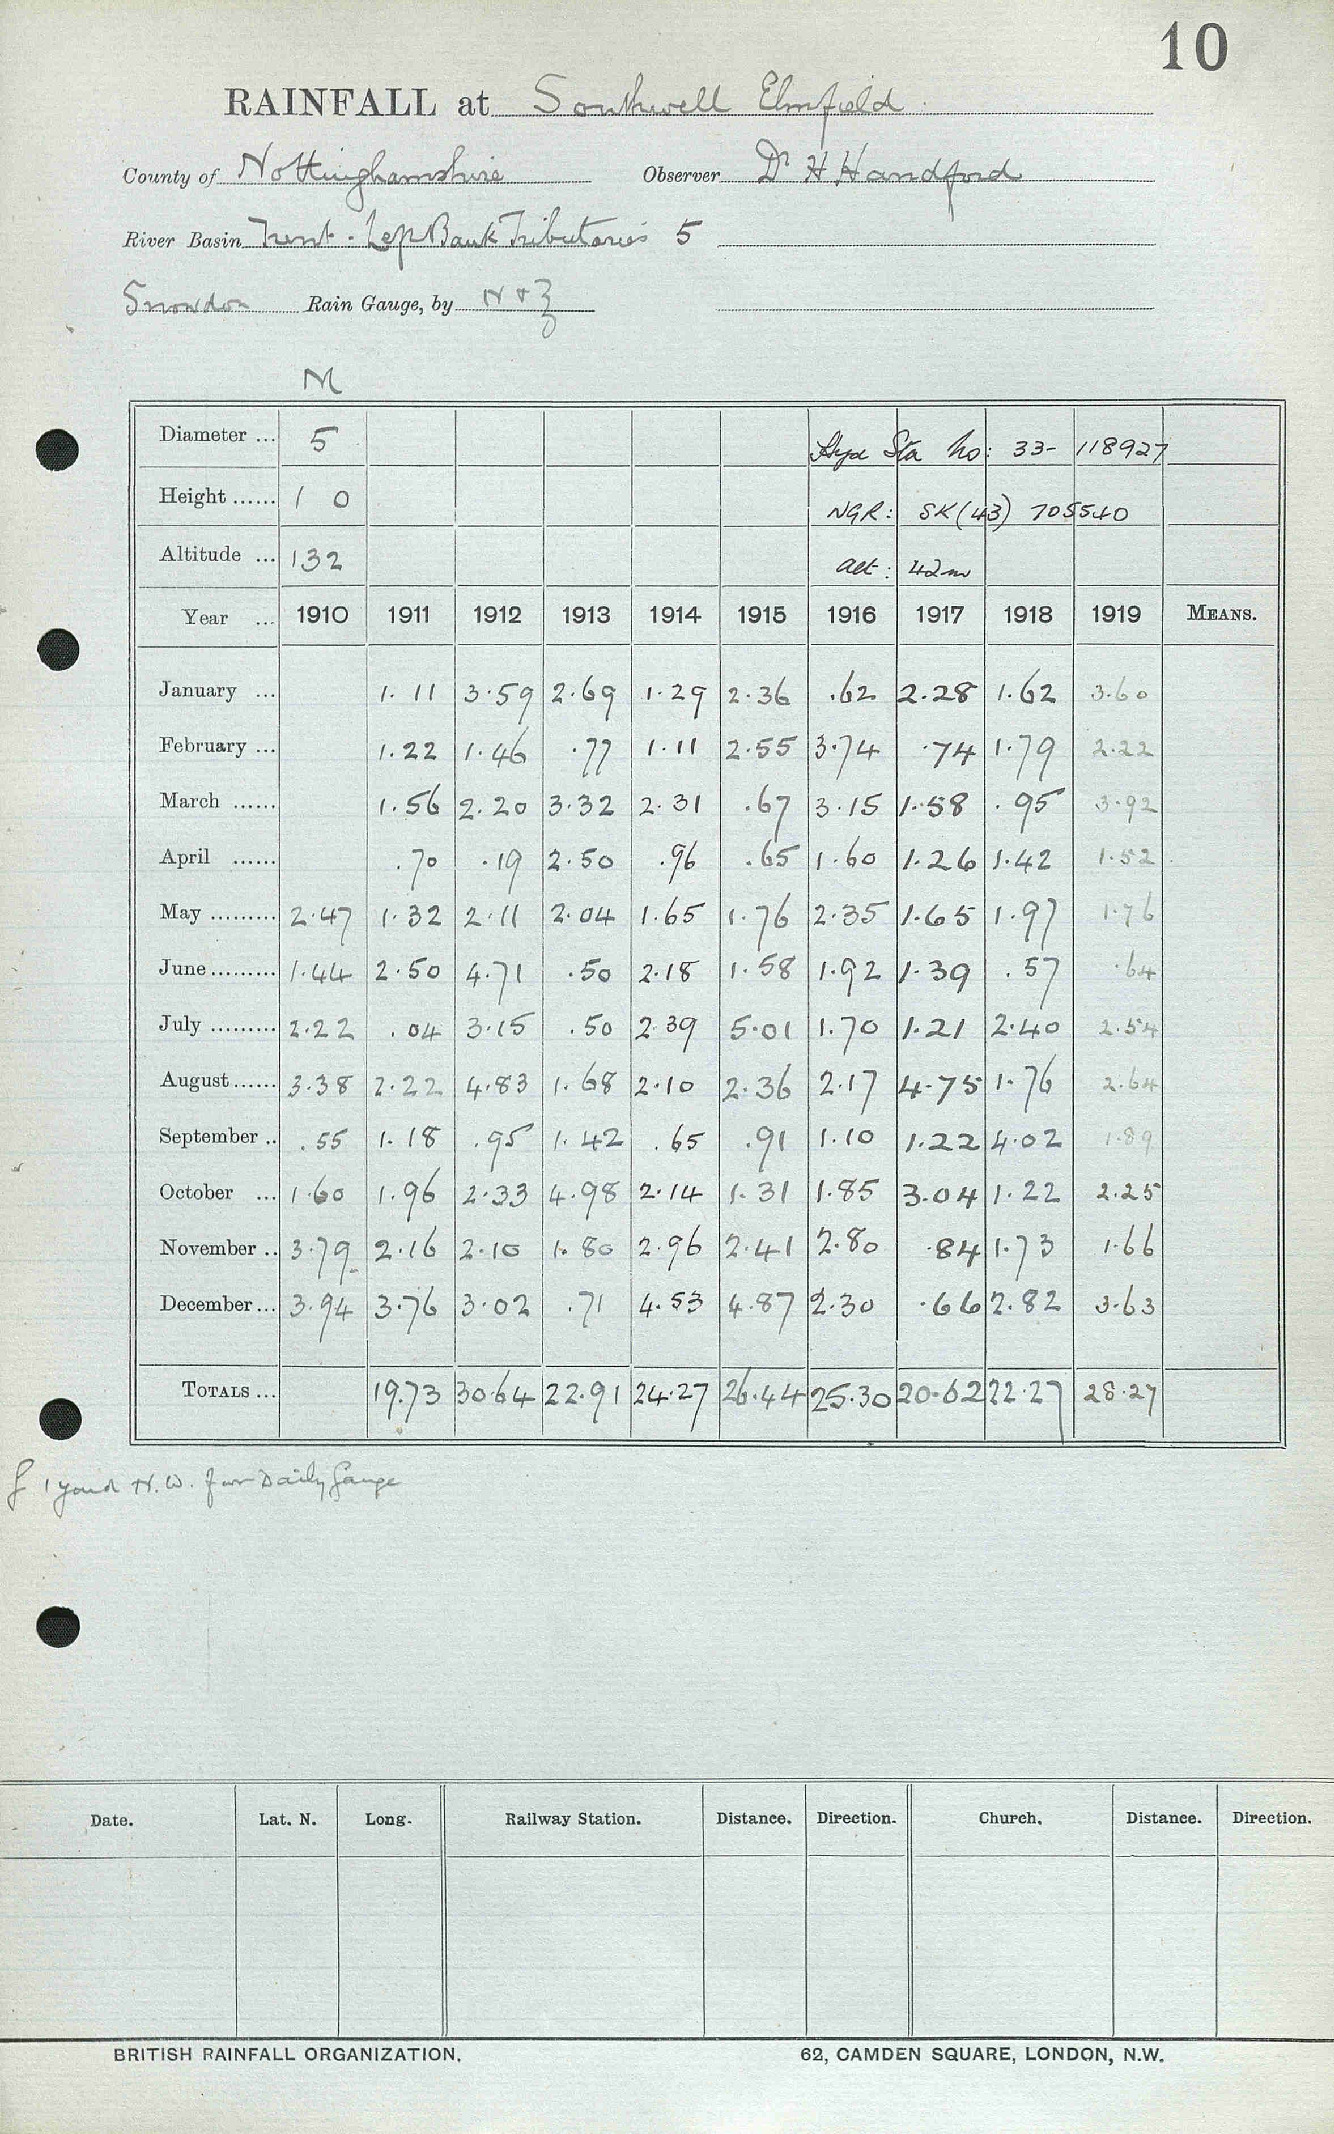 10
RAINFALL at Southwell Elmfield
County of Nottinghamshire Observer Dr H Handford
River Basin Trent - Left Bank Tributaries 5
Snowdon Rain Gauge, by N & Z
M
Diameter ... 5 Hyd Sta No: 33- 118927
Height ...... 1 0 NGR: SK (43) 705540
Altitude ... 132 alt: 42m
Year ... 1910 1911 1912 1913 1914 1915 1916 1917 1918 1919 MEANS.
January ... 1.11 3.59 2.69 1.29 2.36 .62 2.28 1.62 3.60
February ... 1.22 1.46 .77 1.11 2.55 3.74 .74 1.79 2.22
March ...... 1.56 2.20 3.32 2.31 .67 3.15 1.58 .95 3.92
April ...... .70 .19 2.50 .96 .65 1.60 1.26 1.42 1.52
May ......... 2.47 1.32 2.11 2.04 1.65 1.76 2.35 1.65 1.97 1.76
June ......... 1.44 2.50 4.71 .50 2.18 1.58 1.92 1.39 .57 .64
July ......... 2.22 .04 3.15 .50 2.39 5.01 1.70 1.21 2.40 2.54
August ...... 3.38 2.22 4.83 1.68 2.10 2.36 2.17 4.75 1.76 2.64
September .. .55 1.18 .95 1.42 .65 .91 1.10 1.22 4.02 1.89
October ... 1.60 1.96 2.33 4.98 2.14 1.31 1.85 3.04 1.22 2.25
November .. 3.79 2.16 2.10 1.80 2.96 2.41 2.80 .84 1.73 1.66
December ... 3.94 3.76 3.02 .71 4.53 4.87 2.30 .66 2.82 3.63
TOTALS ... 19.73 30.64 22.91 24.27 26.44 25.30 20.62 22.27 28.27
1 yard N.W. from Daily gauge
Date. Lat. N. Long. Railway Station. Distance. Direction. Church. Distance. Direction.
BRITISH RAINFALL ORGANIZATION. 62, CAMDEN SQUARE, LONDON, N.W.